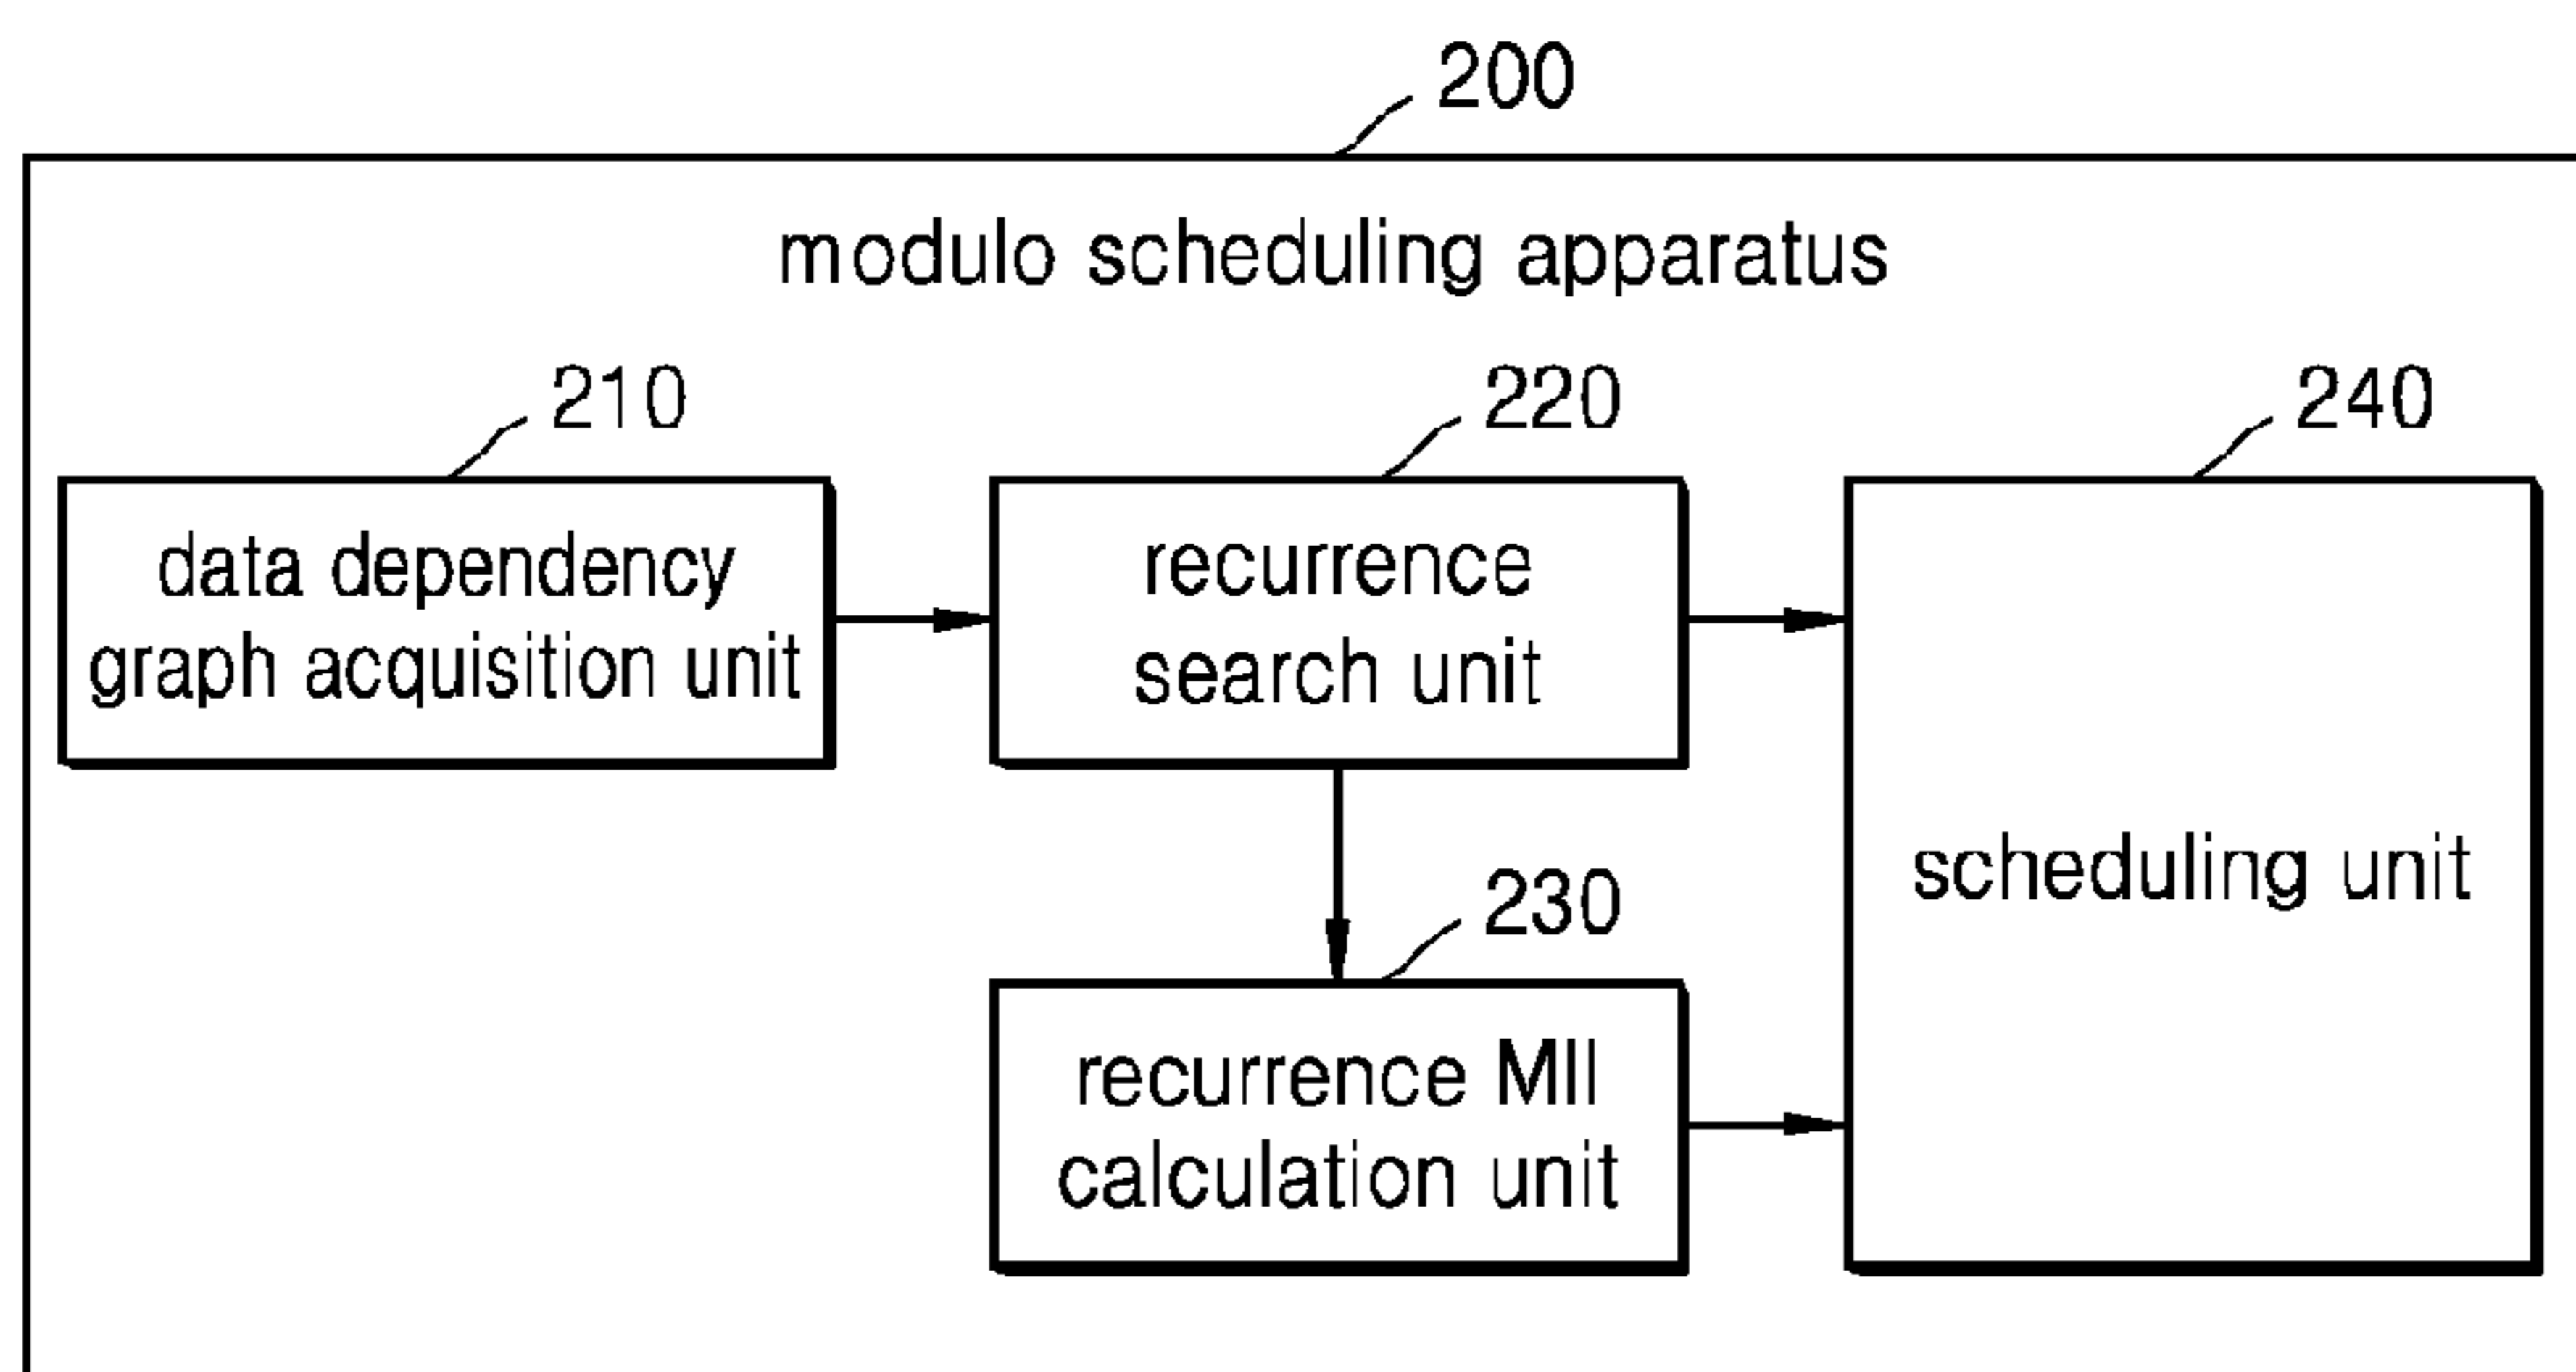 200
modulo scheduling apparatus
210
220
240
data dependency
graph acquisition unit
recurrence
search unit
scheduling unit
230
recurrence MII
calculation unit